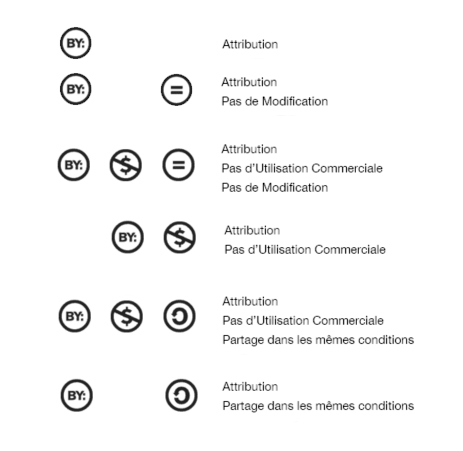 BY: Attribution
BY: = Attribution
Pas de Modification
BY: $ = Attribution
Pas d'Utilisation Commerciale
Pas de Modification
BY: $ Attribution
Pas d'Utilisation Commerciale
BY: $ Attribution
Pas d'Utilisation Commerciale
Partage dans les mêmes conditions
BY: Attribution
Partage dans les mêmes conditions